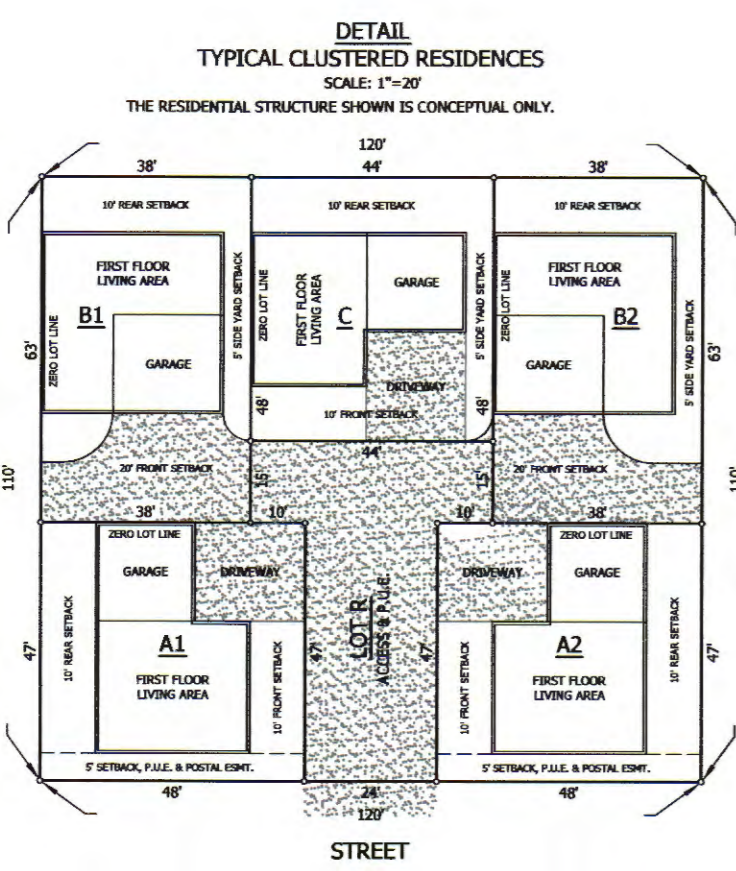 DETAIL
TYPICAL CLUSTERED RESIDENCES
SCALE: 1"=20'
THE RESIDENTIAL STRUCTURE SHOWN IS CONCEPTUAL ONLY.
120'
38'
44'
38'
10' REAR SETBACK
10' REAR SETBACK
10' REAR SETBACK
FIRST FLOOR
LIVING AREA
B1
GARAGE
ZERO LOT LINE
63'
5' SIDE YARD SETBACK
ZERO LOT LINE
FIRST FLOOR
LIVING AREA
C
GARAGE
5' SIDE YARD SETBACK
DRIVEWAY
10' FRONT SETBACK
48'
48'
44'
ZERO LOT LINE
FIRST FLOOR
LIVING AREA
B2
GARAGE
5' SIDE YARD SETBACK
63'
110'
110'
20' FRONT SETBACK
15'
15'
20' FRONT SETBACK
38'
10'
10'
38'
ZERO LOT LINE
GARAGE
DRIVEWAY
10' REAR SETBACK
47'
A1
FIRST FLOOR
LIVING AREA
10' FRONT SETBACK
47'
LOT R
ACCESS & P.U.E.
47'
DRIVEWAY
ZERO LOT LINE
GARAGE
10' FRONT SETBACK
A2
FIRST FLOOR
LIVING AREA
10' REAR SETBACK
47'
5' SETBACK, P.U.E. & POSTAL ESMT.
5' SETBACK, P.U.E. & POSTAL ESMT.
48'
24'
48'
120'
STREET